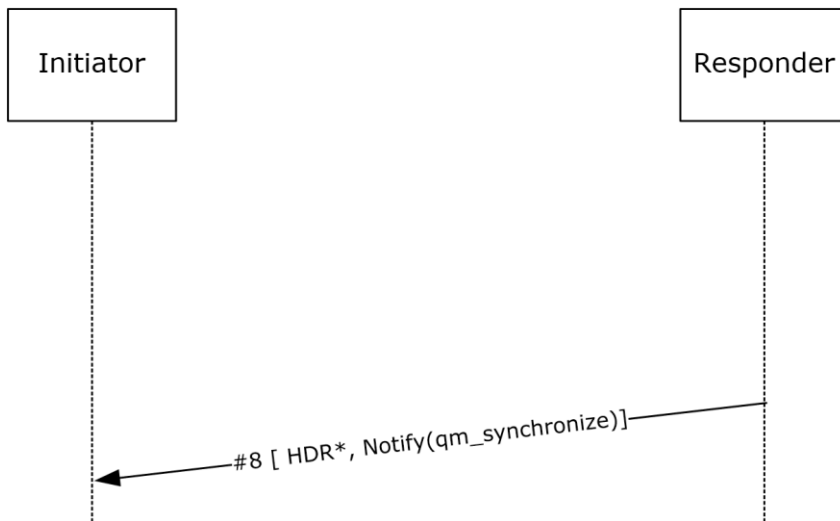 Initiator
Responder
#8 [ HDR*, Notify(qm_synchronize)]